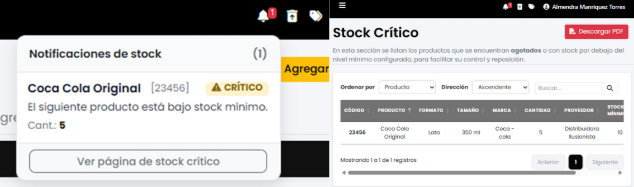 1
Notificaciones de stock (1)
Coca Cola Original [23456] CRÍTICO
El siguiente producto está bajo stock mínimo.
Cant.: 5
Ver página de stock crítico
Agregar
gre
1 Almendra Manriquez Torres
Stock Crítico
Descargar PDF
En esta sección se listan los productos que se encuentran agotados o con stock por debajo del
nivel mínimo configurado, para facilitar su control y reposición.
Ordenar por Producto Dirección Ascendente Buscar...
CÓDIGO PRODUCTO FORMATO TAMAÑO MARCA CANTIDAD PROVEEDOR STOCK MÍNIMO
23456 Coca Cola Original Lata 350 ml Coca - cola 5 Distribuidora Ilusionista 10
Mostrando 1 a 1 de 1 registros
Anterior 1 Siguiente